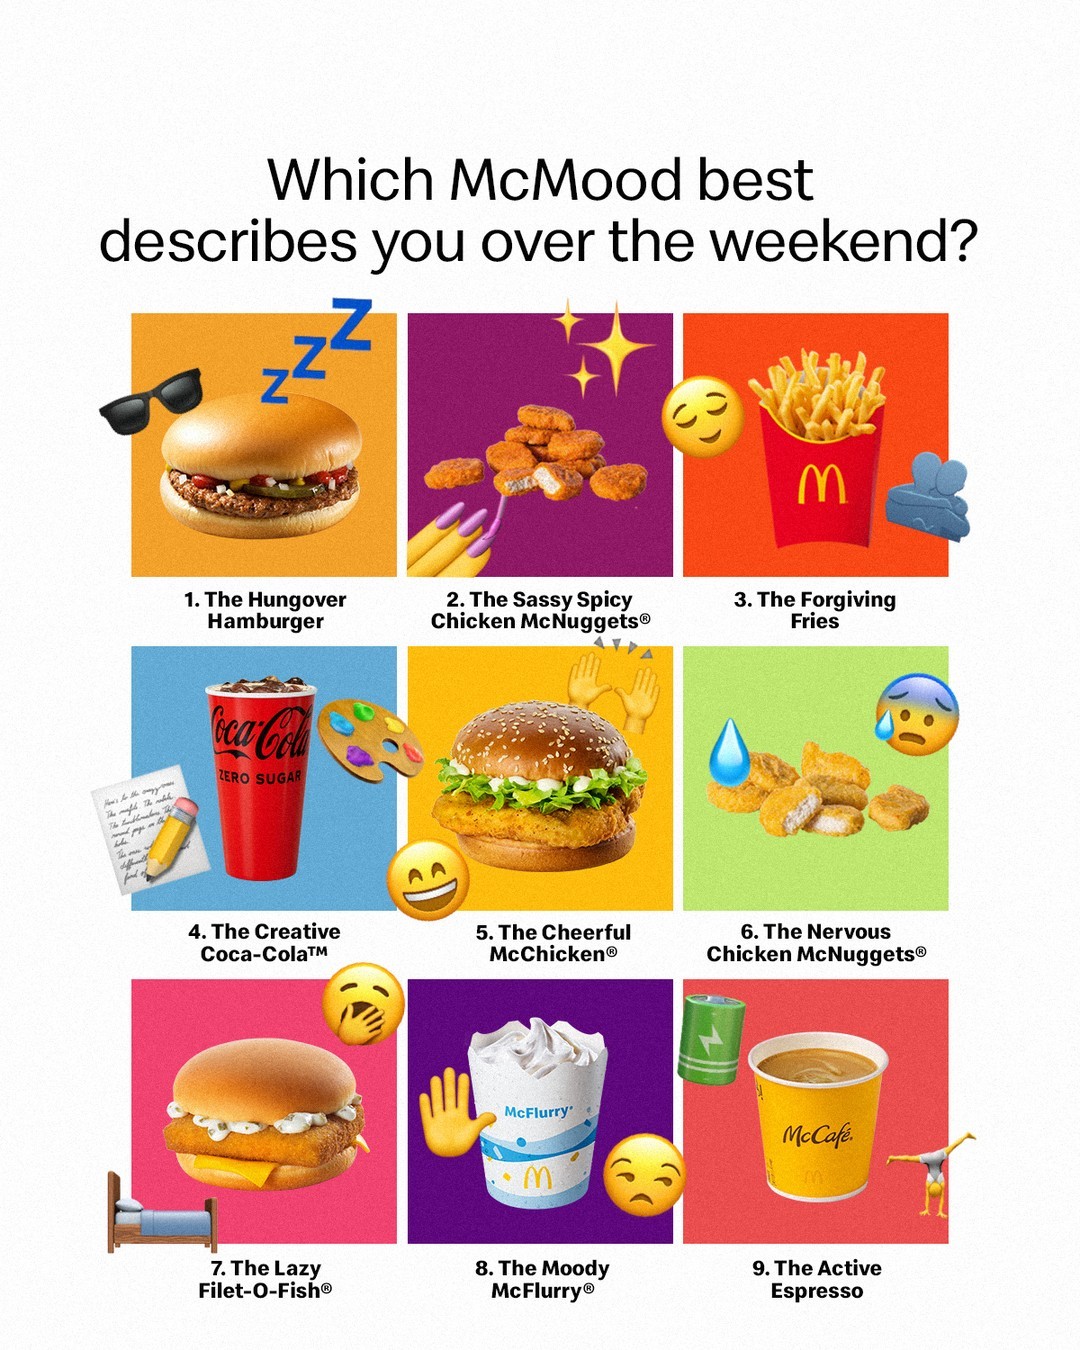 Which McMood best
describes you over the weekend?
1. The Hungover
Hamburger
2. The Sassy Spicy
Chicken McNuggets®
3. The Forgiving
Fries
Coca-Cola
ZERO SUGAR
4. The Creative
Coca-Cola™
5. The Cheerful
McChicken®
6. The Nervous
Chicken McNuggets®
7. The Lazy
Filet-O-Fish®
McFlurry®
8. The Moody
McFlurry®
McCafé®
9. The Active
Espresso